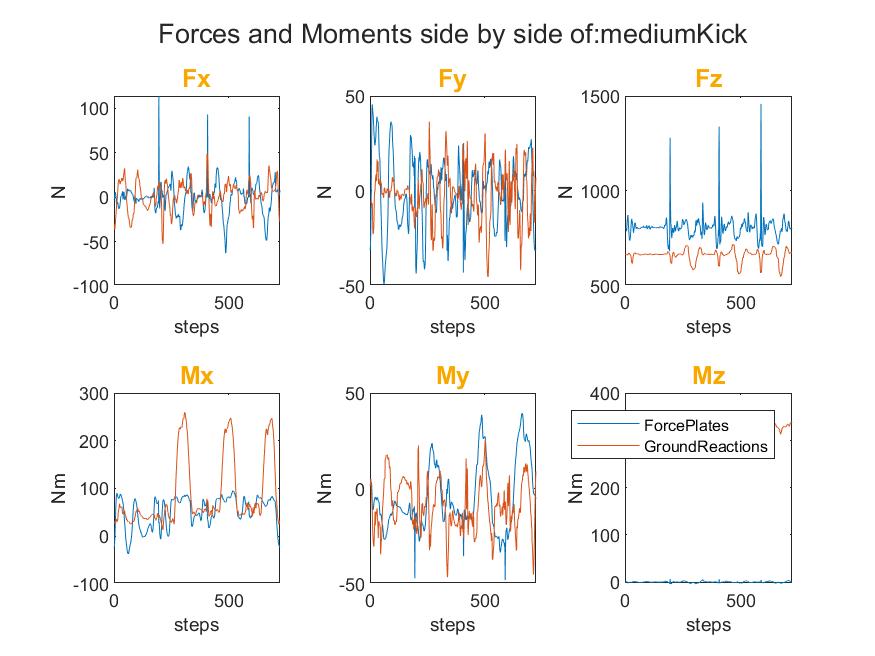 Forces and Moments side by side of:mediumKick
Fx
Fy
Fz
100
50
0
-50
-100
N
0
500
steps
50
0
-50
N
0
500
steps
1500
1000
500
N
0
500
steps
Mx
My
Mz
300
200
100
0
-100
Nm
0
500
steps
50
0
-50
Nm
0
500
steps
400
200
100
0
Nm
0
500
steps
ForcePlates
GroundReactions